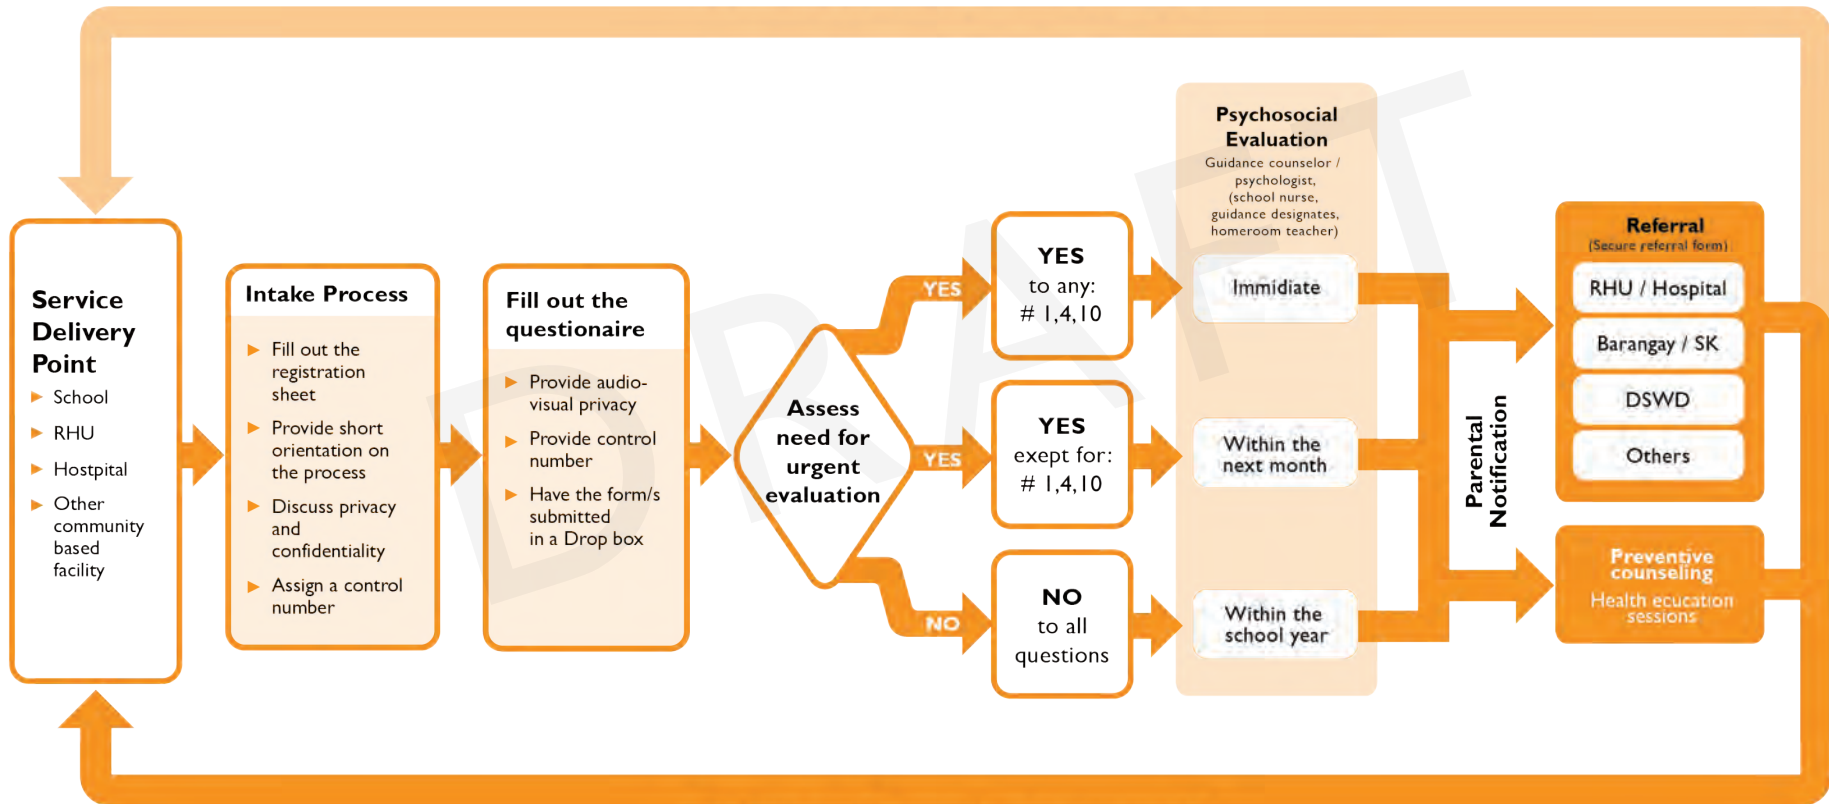 Service
Delivery
Point
School
RHU
Hostpital
Other
community
based
facility
Intake Process
Fill out the
registration
sheet
Provide short
orientation on
the process
Discuss privacy
and
confidentiality
Assign a control
number
Fill out the
questionaire
Provide audio-
visual privacy
Provide control
number
Have the form/s
submitted
in a Drop box
Assess
need for
urgent
evaluation
YES
YES
NO
YES
to any:
# 1,4,10
YES
exept for:
# 1,4,10
NO
to all
questions
Psychosocial
Evaluation
Guidance counselor /
psychologist,
(school nurse,
guidance designates,
homeroom teacher)
Immidiate
Within the
next month
Within the
school year
Parental
Notification
Referral
(Secure referral form)
RHU / Hospital
Barangay / SK
DSWD
Others
Preventive
counseling
Health education
sessions
DRAFT